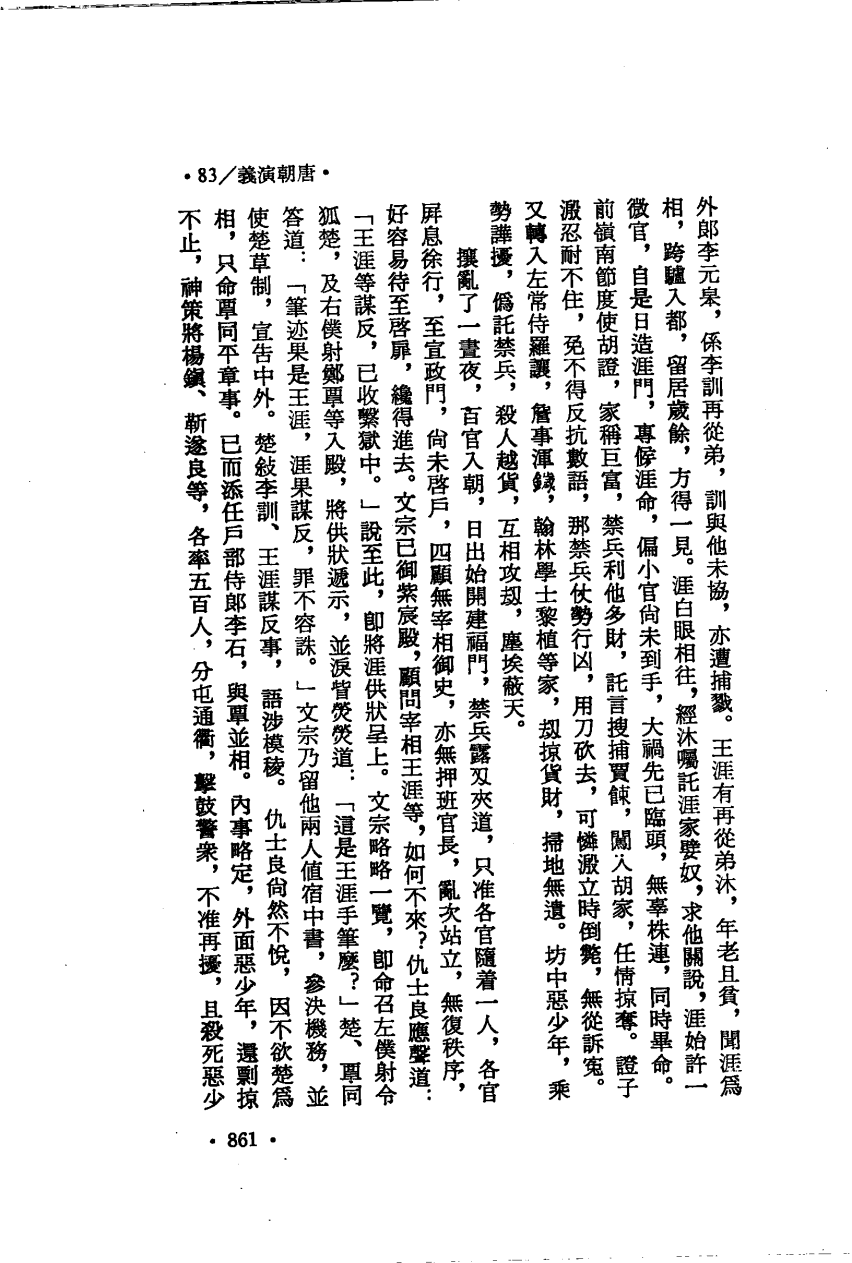 •83／義演朝唐•
外郎李元臯，係李訓再從弟，訓與他未協，亦遭捕戮。王涯有再從弟沐，年老且貧，聞涯爲
相，跨驢入都，留居歲餘，方得一見。涯白眼相待，經沐囑託涯家嬖奴，求他關說，涯始許一
微官，自是日造涯門，專候涯命，偏小官尙未到手，大禍先已臨頭，無辜株連，同時畢命。
前嶺南節度使胡證，家稱巨富，禁兵利他多財，託言搜捕賈餗，闖入胡家，任情掠奪。證子
溵忍耐不住，免不得反抗數語，那禁兵仗勢行凶，用刀砍去，可憐溵立時倒斃，無從訴寃。
又轉入左常侍羅讓，詹事渾鐬，翰林學士黎植等家，刼掠貨財，掃地無遺。坊中惡少年，乘
勢譁擾，僞託禁兵，殺人越貨，互相攻刼，塵埃蔽天。
攘亂了一晝夜，百官入朝，日出始開建福門，禁兵露刄夾道，只准各官隨着一人，各官
屛息徐行，至宣政門，尙未啓戶，四顧無宰相御史，亦無押班官長，亂次站立，無復秩序，
好容易待至啓扉，纔得進去。文宗已御紫宸殿，顧問宰相王涯等，如何不來？仇士良應聲道：
「王涯等謀反，已收繫獄中。」說至此，卽將涯供狀呈上。文宗略略一覽，卽命召左僕射令
狐楚，及右僕射鄭覃等入殿，將供狀遞示，並淚眥熒熒道：「這是王涯手筆麼？」楚、覃同
答道：「筆迹果是王涯，涯果謀反，罪不容誅。」文宗乃留他兩人値宿中書，參決機務，並
使楚草制，宣吿中外。楚敍李訓、王涯謀反事，語涉模稜。仇士良尙然不悅，因不欲楚爲
相，只命覃同平章事。已而添任戶部侍郎李石，與覃並相。內事略定，外面惡少年，還剽掠
不止，神策將楊鎭、靳遂良等，各率五百人，分屯通衢，擊鼓警衆，不准再擾，且殺死惡少
•861•